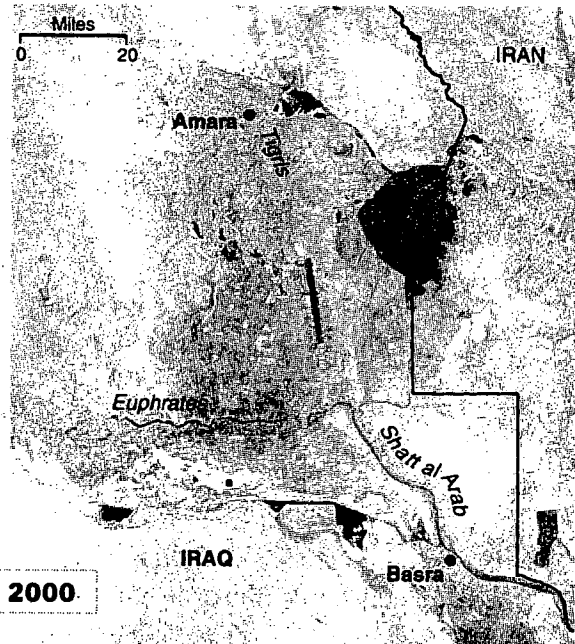 Miles
0 20
IRAN
Amara
Tigris
Euphrates
Shatt al Arab
IRAQ
Basra
2000